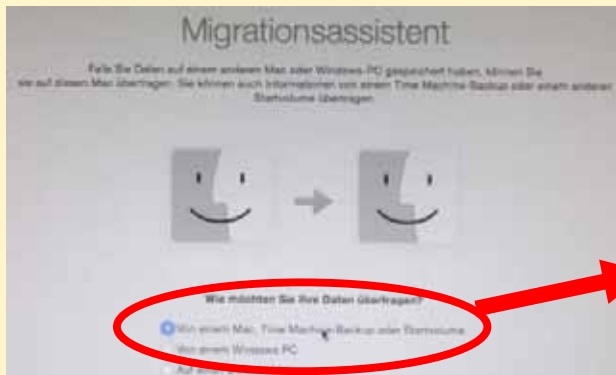 Migrationsassistent
Falls Sie Daten auf einem anderen Mac oder Windows-PC gespeichert haben, können Sie
sie auf diesen Mac übertragen. Sie können auch Informationen von einem Time Machine-Backup oder einem anderen
Startvolume übertragen.
Wie möchten Sie Ihre Daten übertragen?
Von einem Mac, Time Machine-Backup oder Startvolume
Von einem Windows PC
Auf einen